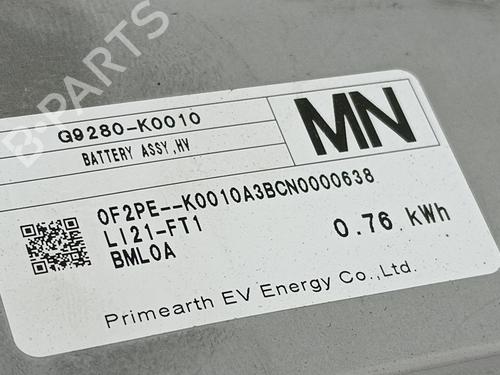 B-PARTS
G9280-K0010
BATTERY ASSY,HV
MN
0F2PE--K0010A3BCN0000638
LI21-FT1
BML0A
0.76 kWh
Primearth EV Energy Co.,Ltd.